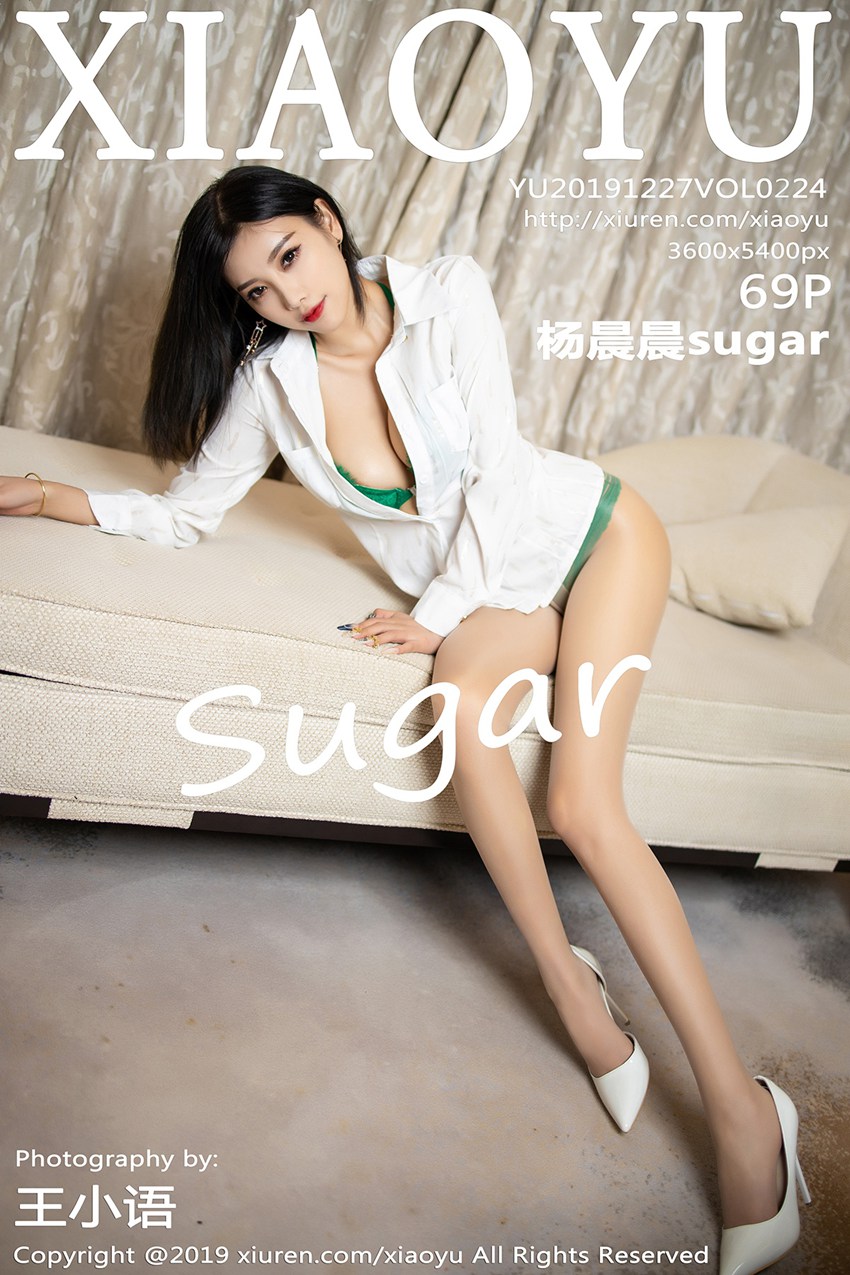 XIAOYU
YU20191227VOL0224
http://xiuren.com/xiaoyu
3600x5400px
69P
杨晨晨sugar
sugar
Photography by:
王小语
Copyright @2019 xiuren.com/xiaoyu All Rights Reserved